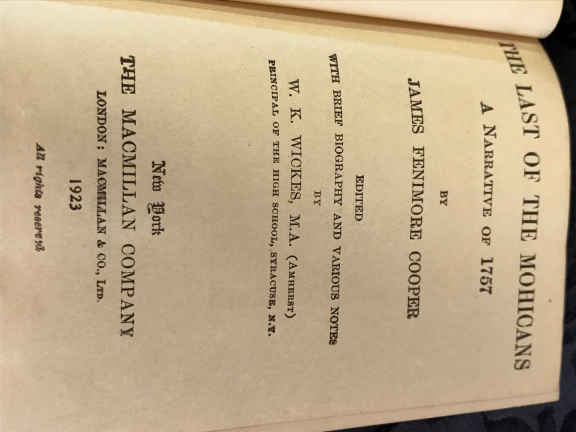 THE LAST OF THE MOHICANS
A NARRATIVE OF 1757
BY
JAMES FENIMORE COOPER
EDITED
WITH BRIEF BIOGRAPHY AND VARIOUS NOTES
BY
W. K. WICKES, M.A. (AMHERST)
PRINCIPAL OF THE HIGH SCHOOL, SYRACUSE, N.Y.
New York
THE MACMILLAN COMPANY
LONDON: MACMILLAN & CO., LTD.
1923
All rights reserved